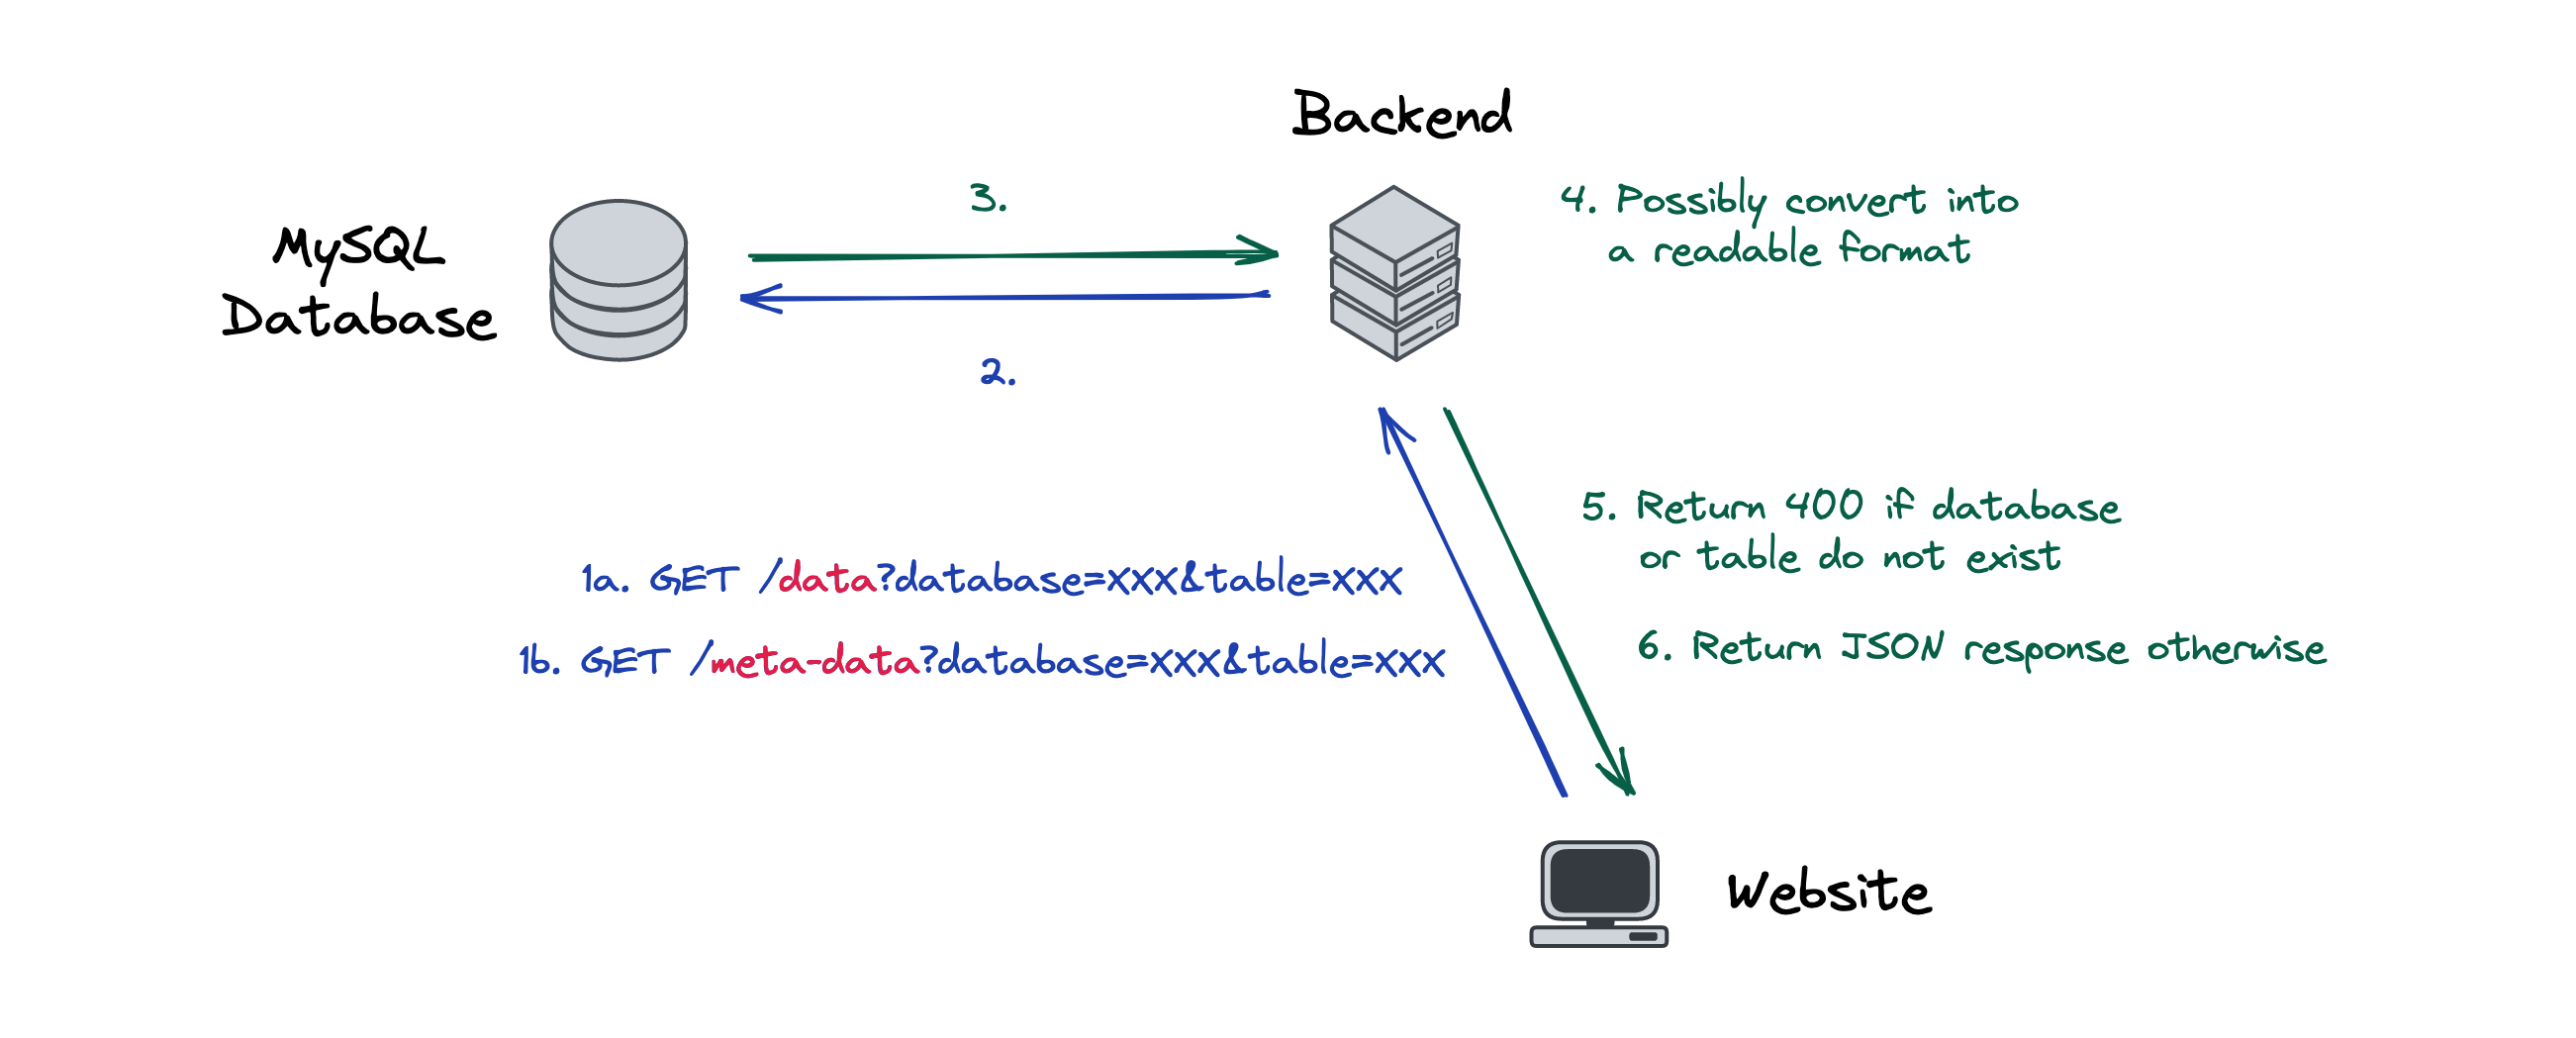 Backend
MySQL
Database
3.
2.
4. Possibly convert into
a readable format
1a. GET /data?database=XXX&table=XXX
1b. GET /meta-data?database=XXX&table=XXX
5. Return 400 if database
or table do not exist
6. Return JSON response otherwise
Website